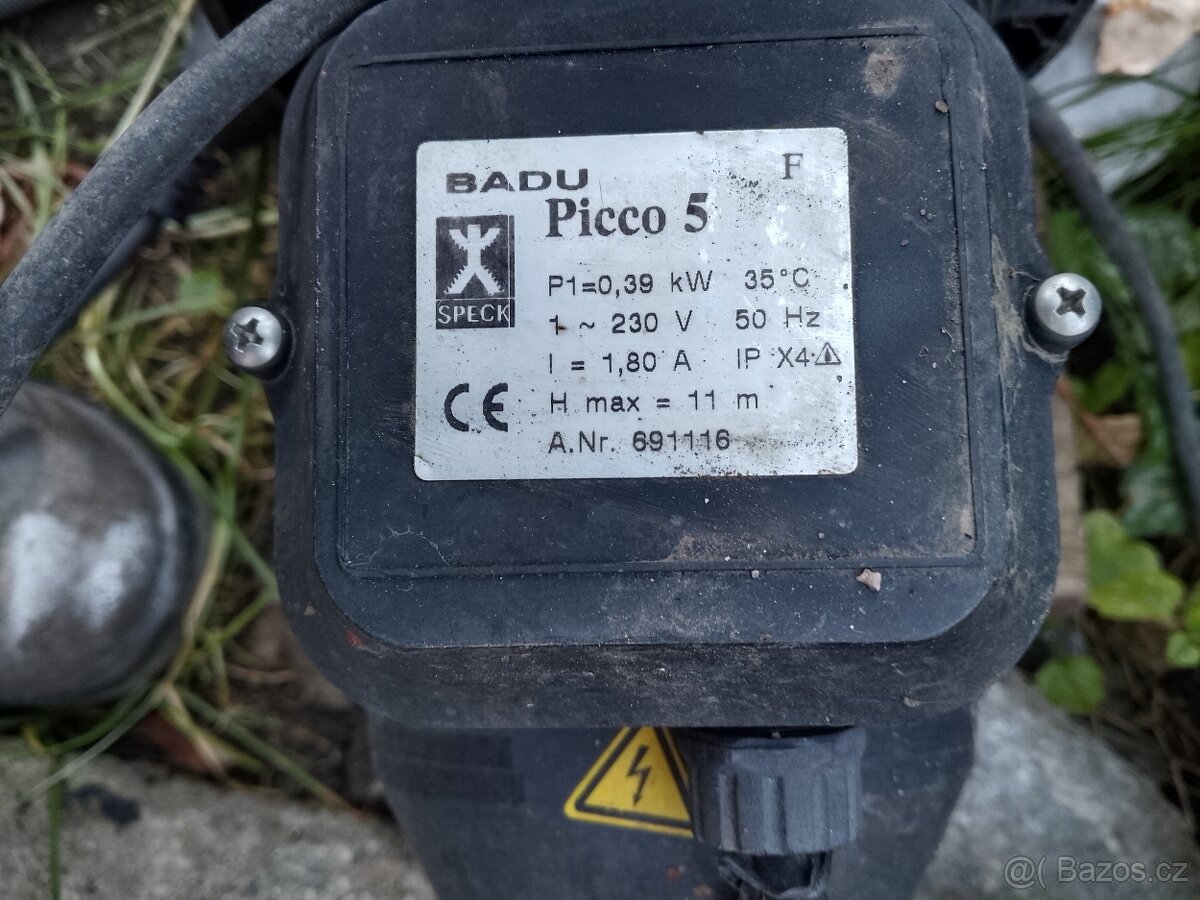 BADU F
Picco 5
SPECK
P1=0,39 kW 35°C
1 ~ 230 V 50 Hz
I = 1,80 A IP X4
CE H max = 11 m
A.Nr. 691116
@( Bazos.cz